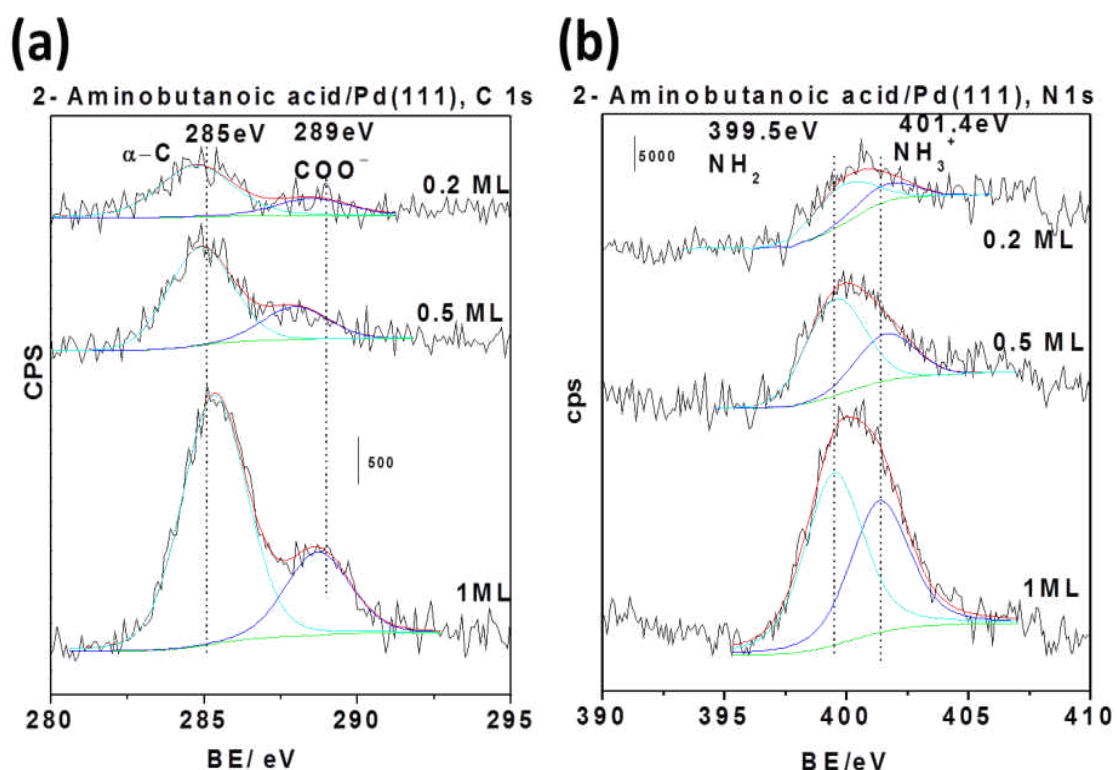 (a)
2- Aminobutanoic acid/Pd(111), C 1s
285eV
289eV
α–C
COO⁻
0.2 ML
0.5 ML
500
1ML
CPS
280 285 290 295
BE/ eV
(b)
2- Aminobutanoic acid/Pd(111), N1s
5000
399.5eV
401.4eV
NH₂
NH₃⁺
0.2 ML
0.5 ML
1ML
cps
390 395 400 405 410
BE/ eV